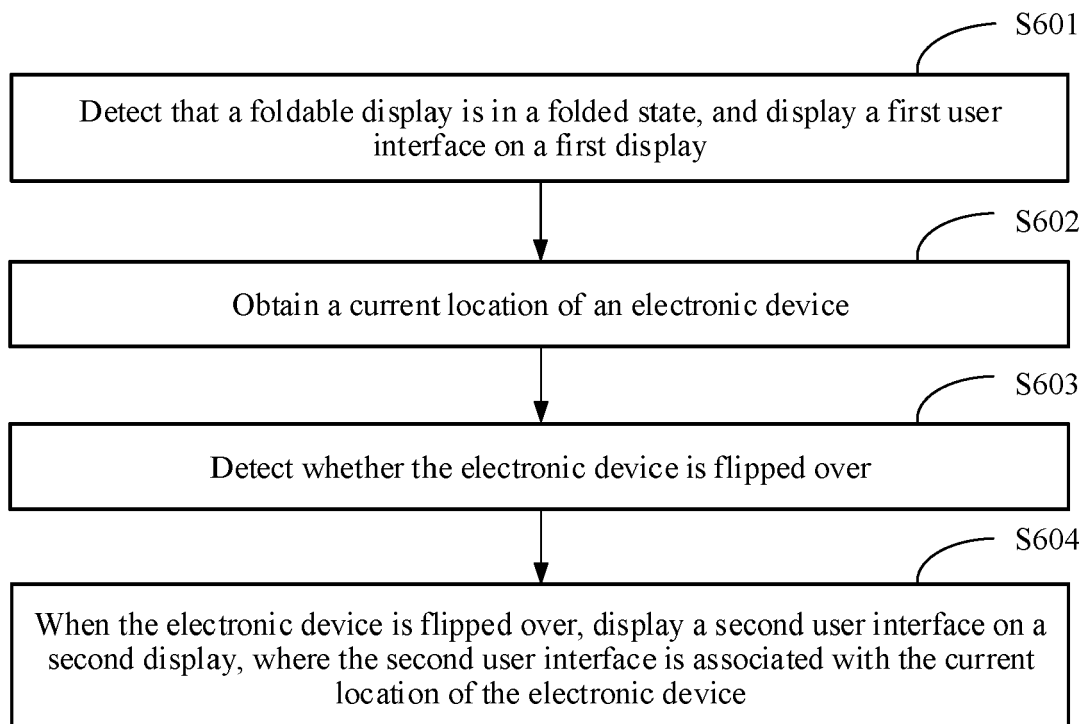 S601
Detect that a foldable display is in a folded state, and display a first user
interface on a first display
S602
Obtain a current location of an electronic device
S603
Detect whether the electronic device is flipped over
S604
When the electronic device is flipped over, display a second user interface on a
second display, where the second user interface is associated with the current
location of the electronic device